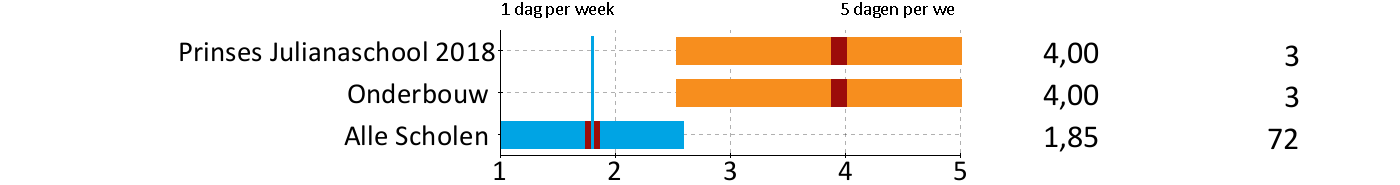 1 dag per week 5 dagen per we
Prinses Julianaschool 2018 4,00 3
Onderbouw 4,00 3
Alle Scholen 1,85 72
1 2 3 4 5